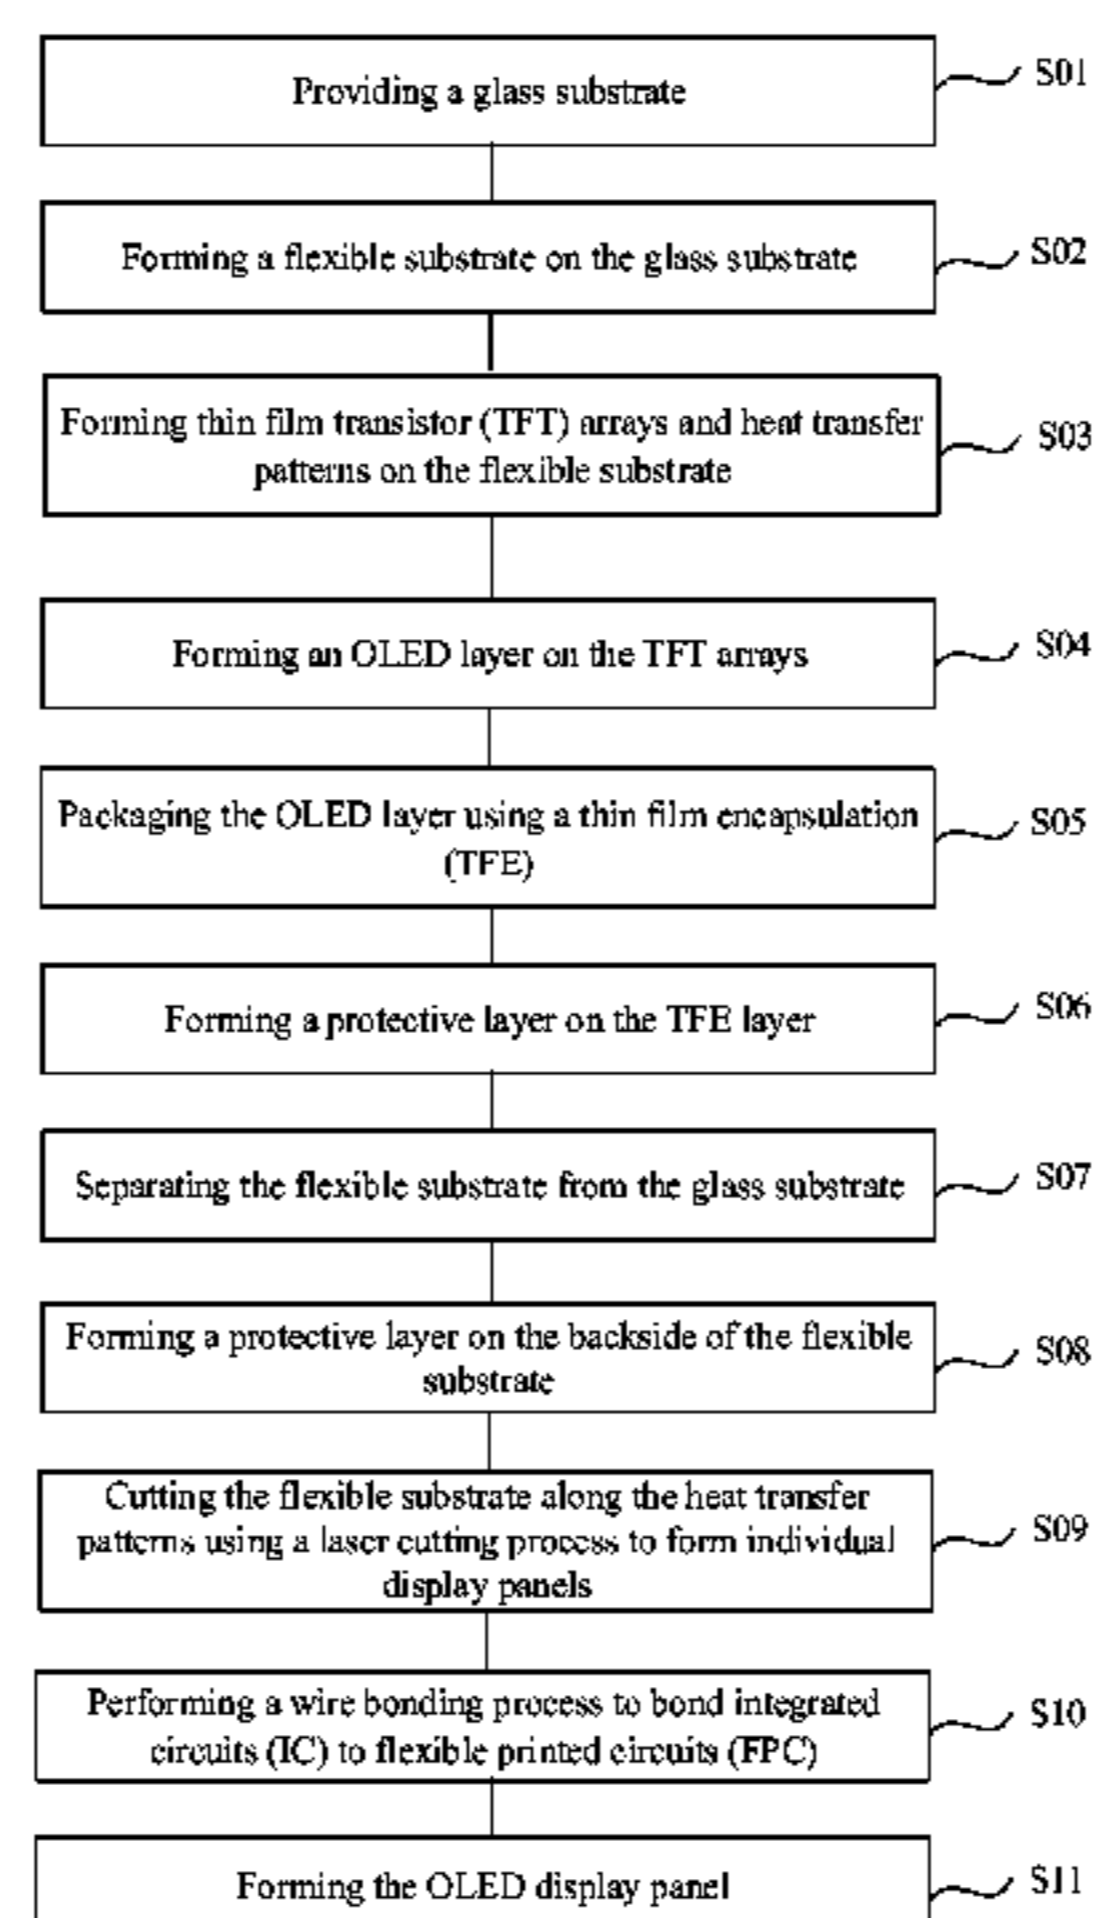 Providing a glass substrate
S01
Forming a flexible substrate on the glass substrate
S02
Forming thin film transistor (TFT) arrays and heat transfer
patterns on the flexible substrate
S03
Forming an OLED layer on the TFT arrays
S04
Packaging the OLED layer using a thin film encapsulation
(TFE)
S05
Forming a protective layer on the TFE layer
S06
Separating the flexible substrate from the glass substrate
S07
Forming a protective layer on the backside of the flexible
substrate
S08
Cutting the flexible substrate along the heat transfer
patterns using a laser cutting process to form individual
display panels
S09
Performing a wire bonding process to bond integrated
circuits (IC) to flexible printed circuits (FPC)
S10
Forming the OLED display panel
S11